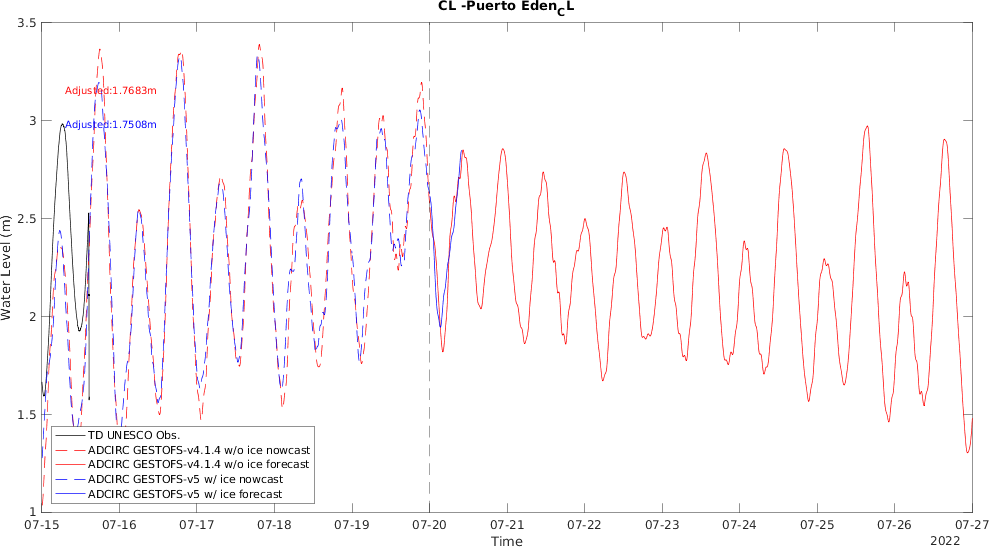 CL -Puerto Eden_CL
3.5
3
2.5
2
1.5
1
Water Level (m)
Adjusted:1.7683m
Adjusted:1.7508m
TD UNESCO Obs.
ADCIRC GESTOFS-v4.1.4 w/o ice nowcast
ADCIRC GESTOFS-v4.1.4 w/o ice forecast
ADCIRC GESTOFS-v5 w/ ice nowcast
ADCIRC GESTOFS-v5 w/ ice forecast
07-15 07-16 07-17 07-18 07-19 07-20 07-21 07-22 07-23 07-24 07-25 07-26 07-27
Time
2022